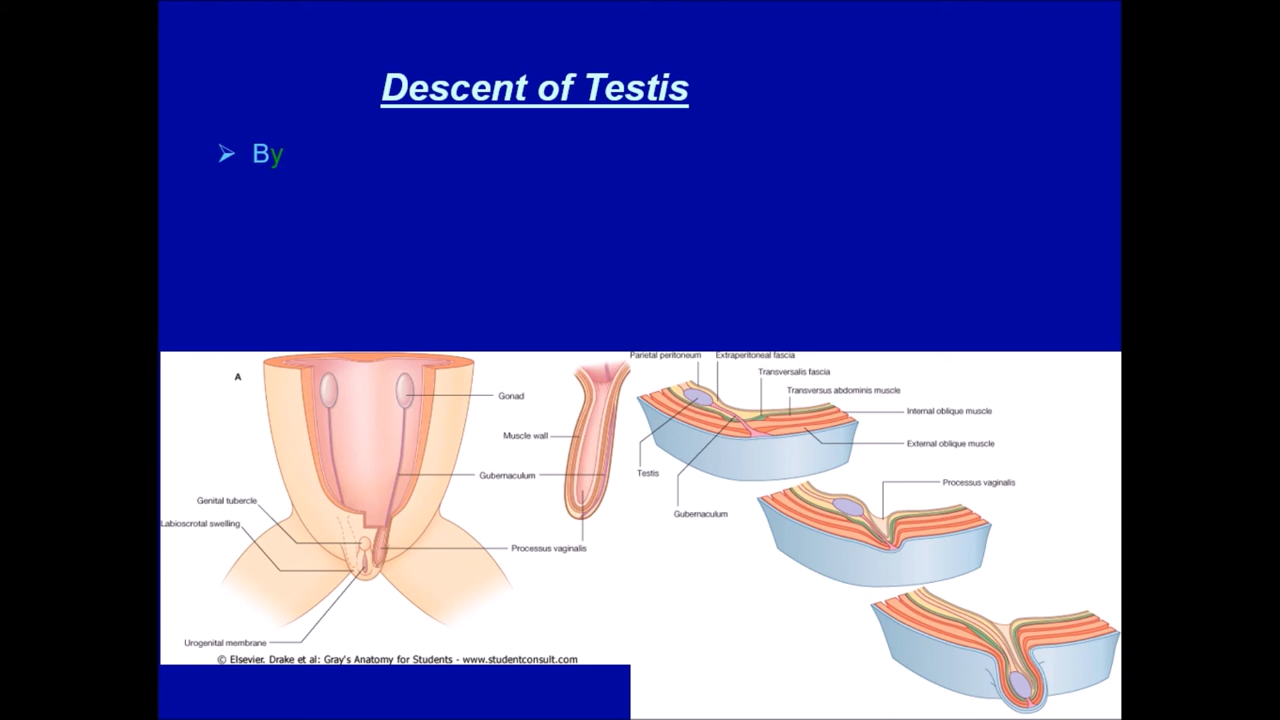 Descent of Testis
➢ By
A
Gonad
Muscle wall
Gubernaculum
Genital tubercle
Labioscrotal swelling
Processus vaginalis
Urogenital membrane
© Elsevier. Drake et al: Gray's Anatomy for Students - www.studentconsult.com
Parietal peritoneum
Extraperitoneal fascia
Transversalis fascia
Transversus abdominis muscle
Internal oblique muscle
External oblique muscle
Testis
Gubernaculum
Processus vaginalis